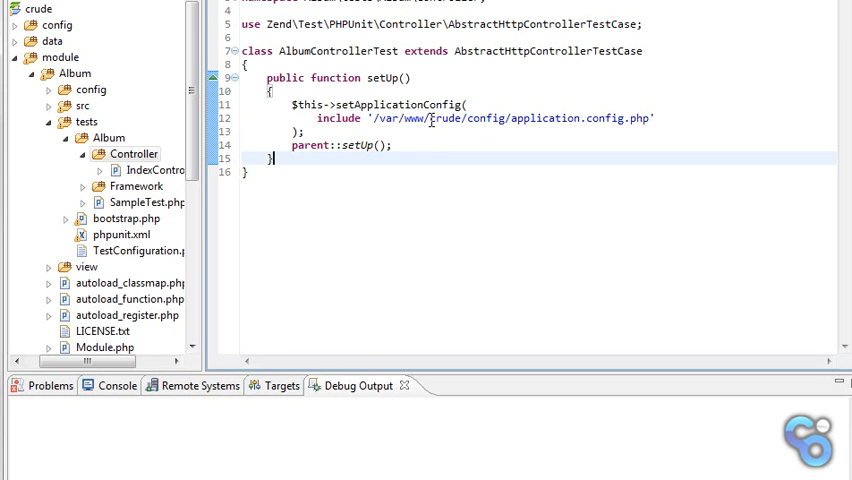 crude
config
data
module
Album
config
src
tests
Album
Controller
IndexContro
Framework
SampleTest.php
bootstrap.php
phpunit.xml
TestConfiguration.p
view
autoload_classmap.php
autoload_function.php
autoload_register.php
LICENSE.txt
Module.php
4
5 use Zend\Test\PHPUnit\Controller\AbstractHttpControllerTestCase;
6
7 class AlbumControllerTest extends AbstractHttpControllerTestCase
8 {
9 public function setUp()
10 {
11 $this->setApplicationConfig(
12 include '/var/www/crude/config/application.config.php'
13 );
14 parent::setUp();
15 }
16 }
Problems Console Remote Systems Targets Debug Output